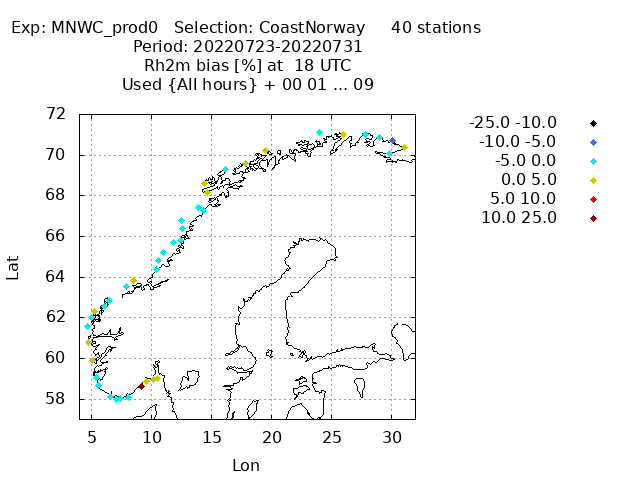 Exp: MNWC_prod0 Selection: CoastNorway 40 stations
Period: 20220723-20220731
Rh2m bias [%] at 18 UTC
Used {All hours} + 00 01 ... 09
72
70
68
66
64
62
60
58
5 10 15 20 25 30
Lat
Lon
-25.0 -10.0
-10.0 -5.0
-5.0 0.0
0.0 5.0
5.0 10.0
10.0 25.0